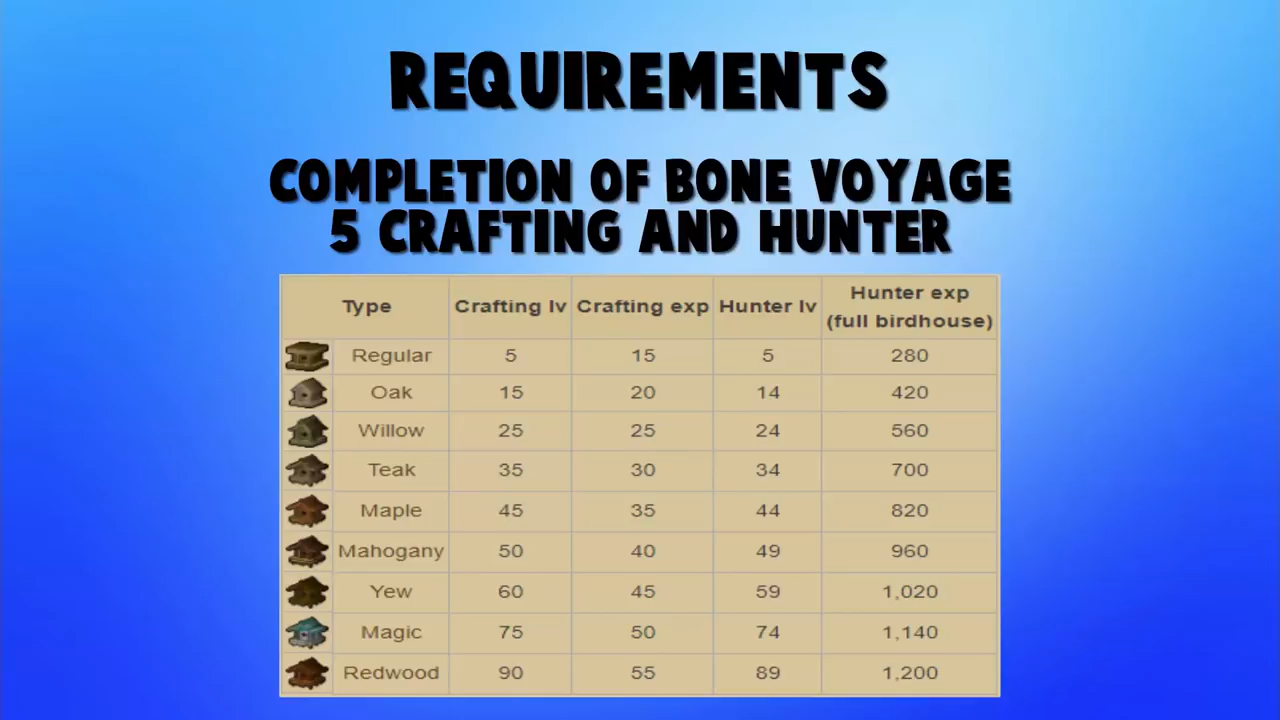 REQUIREMENTS
COMPLETION OF BONE VOYAGE
5 CRAFTING AND HUNTER
Type Crafting lv Crafting exp Hunter lv Hunter exp (full birdhouse)
Regular 5 15 5 280
Oak 15 20 14 420
Willow 25 25 24 560
Teak 35 30 34 700
Maple 45 35 44 820
Mahogany 50 40 49 960
Yew 60 45 59 1,020
Magic 75 50 74 1,140
Redwood 90 55 89 1,200